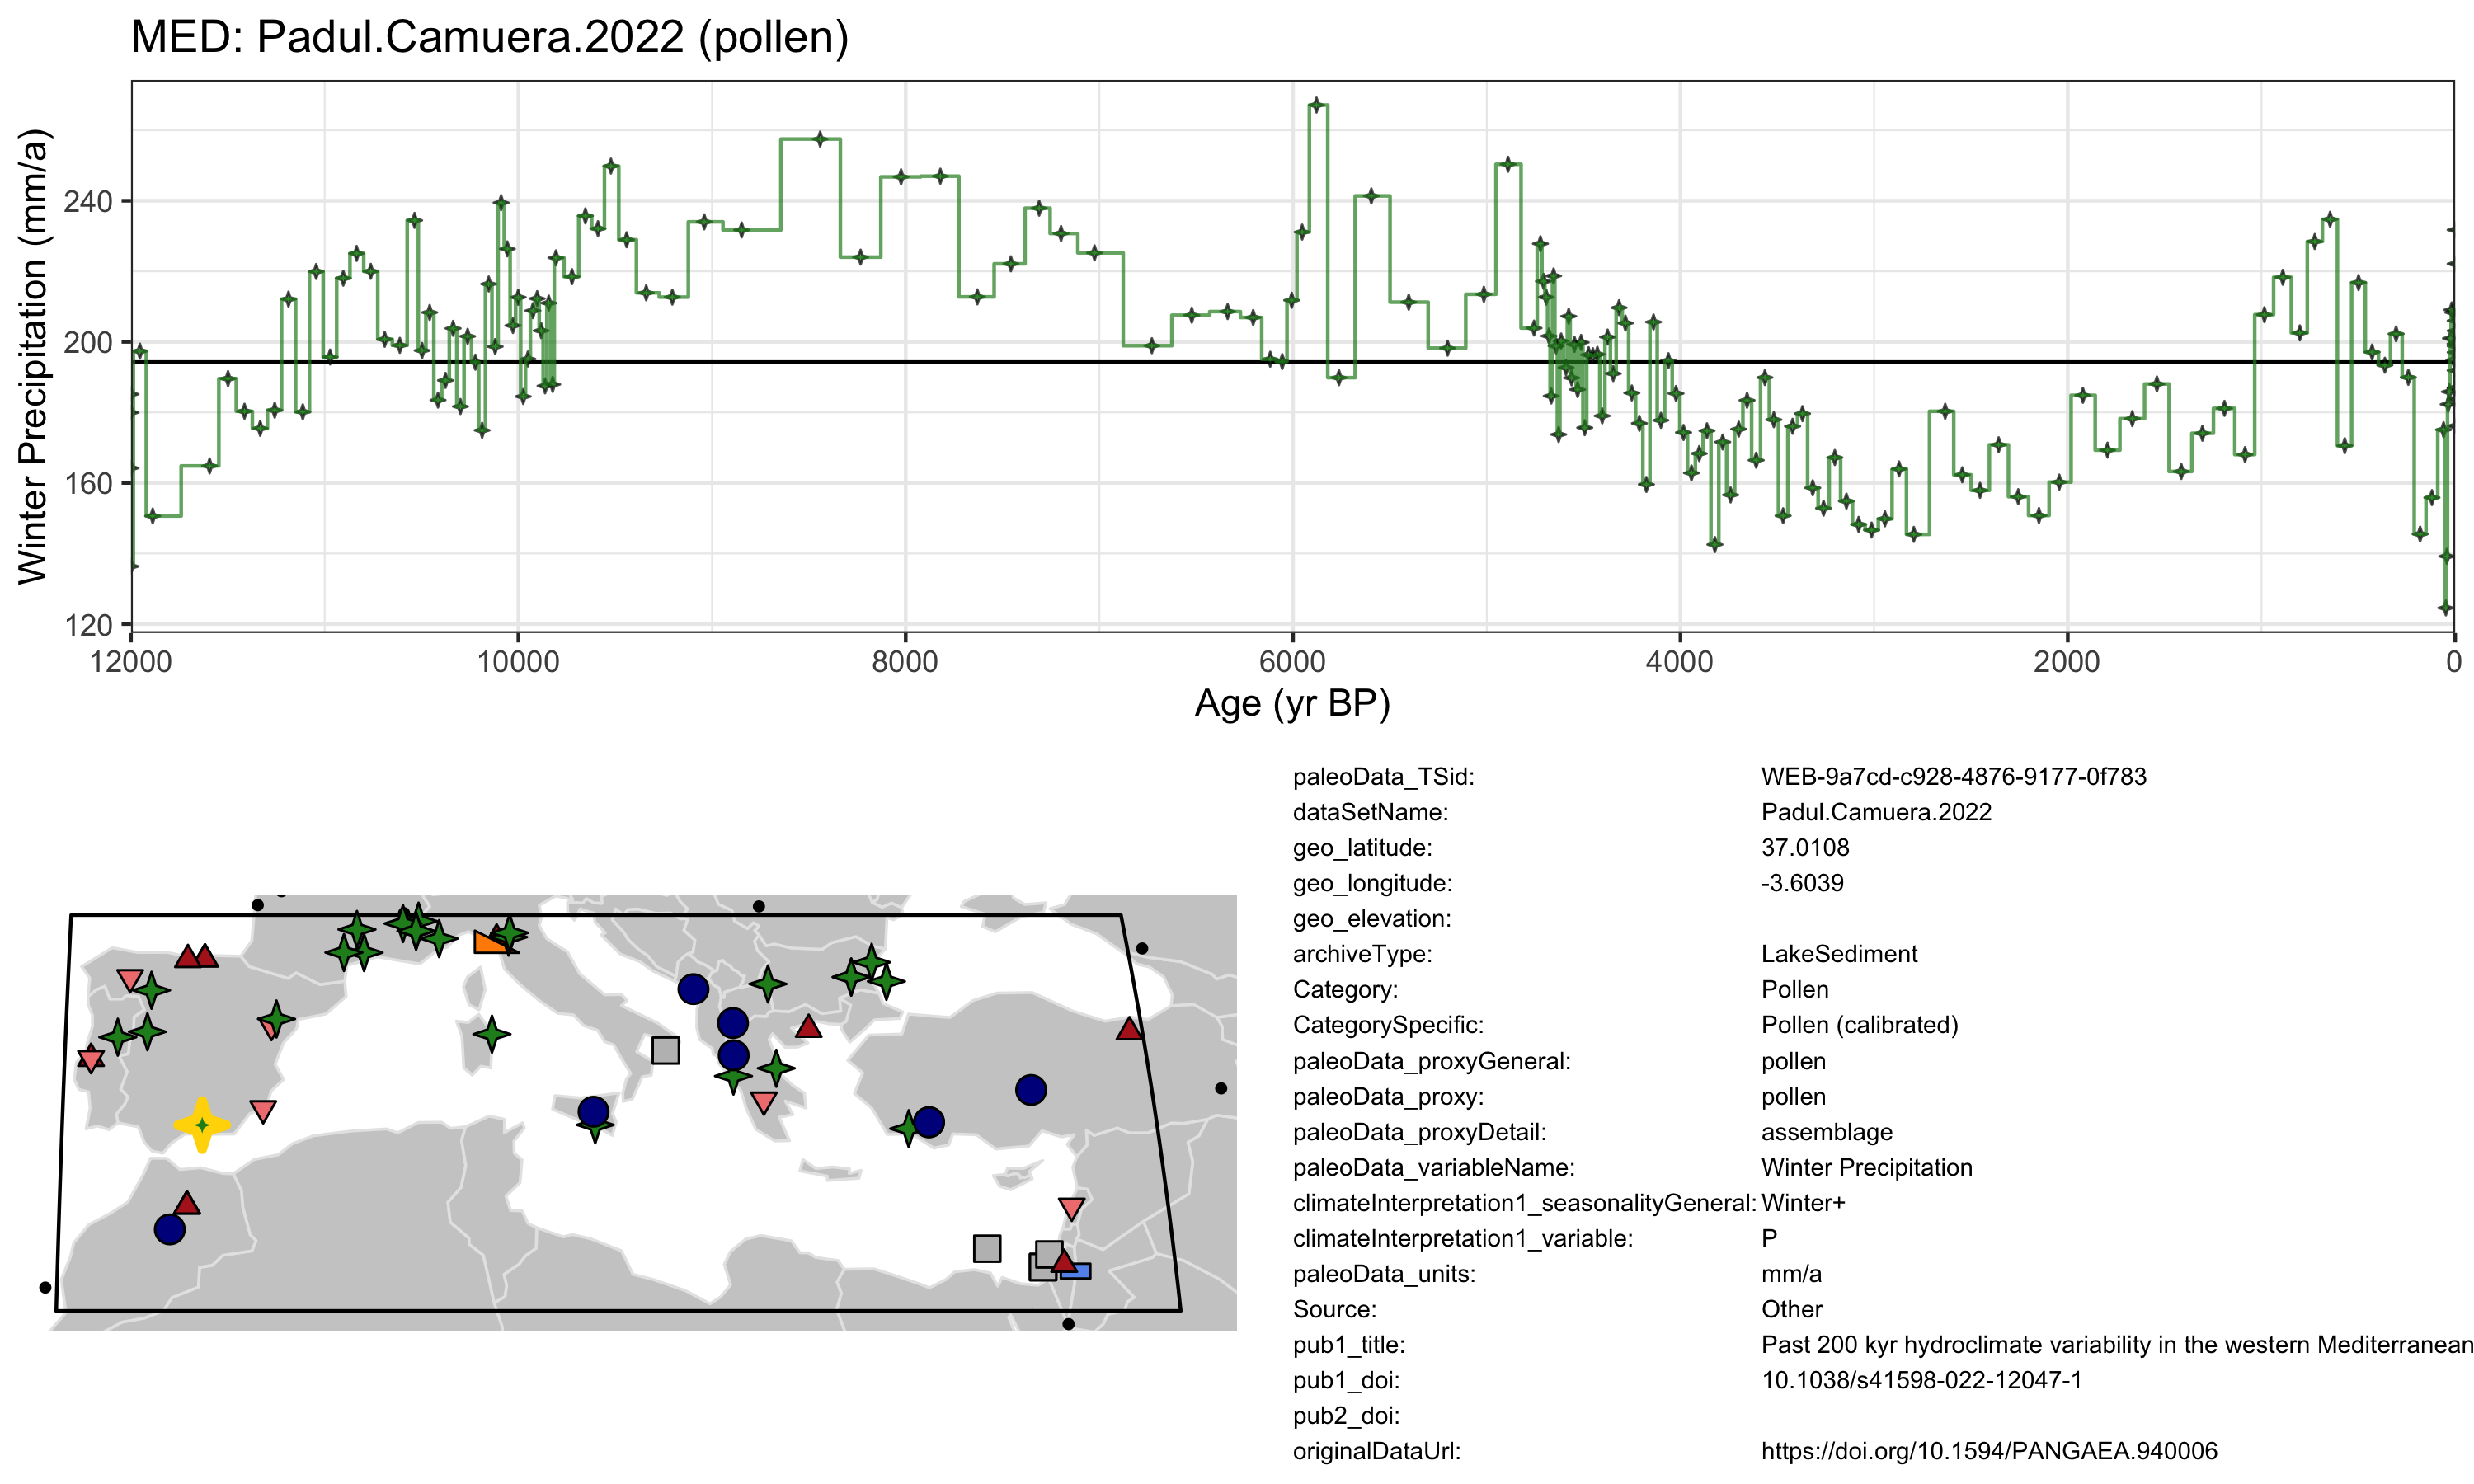 MED: Padul.Camuera.2022 (pollen)
Winter Precipitation (mm/a)
240
200
160
120
12000 10000 8000 6000 4000 2000 0
Age (yr BP)
paleoData_TSid: WEB-9a7cd-c928-4876-9177-0f783
dataSetName: Padul.Camuera.2022
geo_latitude: 37.0108
geo_longitude: -3.6039
geo_elevation:
archiveType: LakeSediment
Category: Pollen
CategorySpecific: Pollen (calibrated)
paleoData_proxyGeneral: pollen
paleoData_proxy: pollen
paleoData_proxyDetail: assemblage
paleoData_variableName: Winter Precipitation
climateInterpretation1_seasonalityGeneral: Winter+
climateInterpretation1_variable: P
paleoData_units: mm/a
Source: Other
pub1_title: Past 200 kyr hydroclimate variability in the western Mediterranean
pub1_doi: 10.1038/s41598-022-12047-1
pub2_doi:
originalDataUrl: https://doi.org/10.1594/PANGAEA.940006